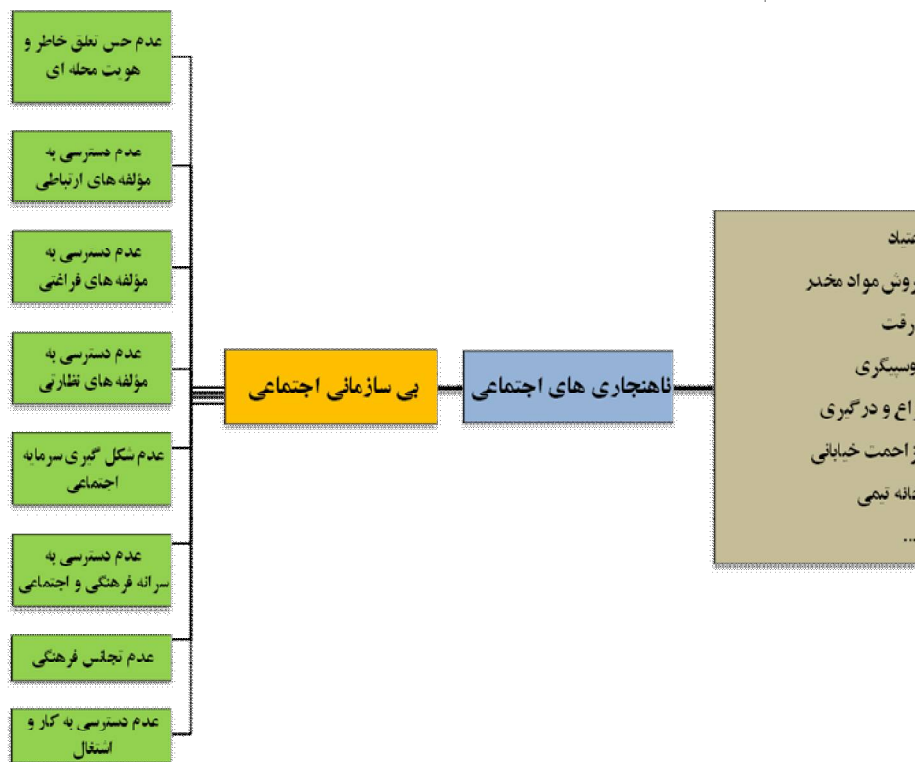 عتیاد
روش مواد مخدر
رقت
وسپیگری
زاع و درگیری
زاحمت خیابانی
انه تیمی
...
ناهنجاری های اجتماعی
بی سازمانی اجتماعی
عدم حس تعلق خاطر و
هویت محله ای
عدم دسترسی به
مؤلفه های ارتباطی
عدم دسترسی به
مؤلفه های فراغتی
عدم دسترسی به
مؤلفه های نظارتی
عدم شکل گیری سرمایه
اجتماعی
عدم دسترسی به
سرانه فرهنگی و اجتماعی
عدم تجانس فرهنگی
عدم دسترسی به کار و
اشتغال